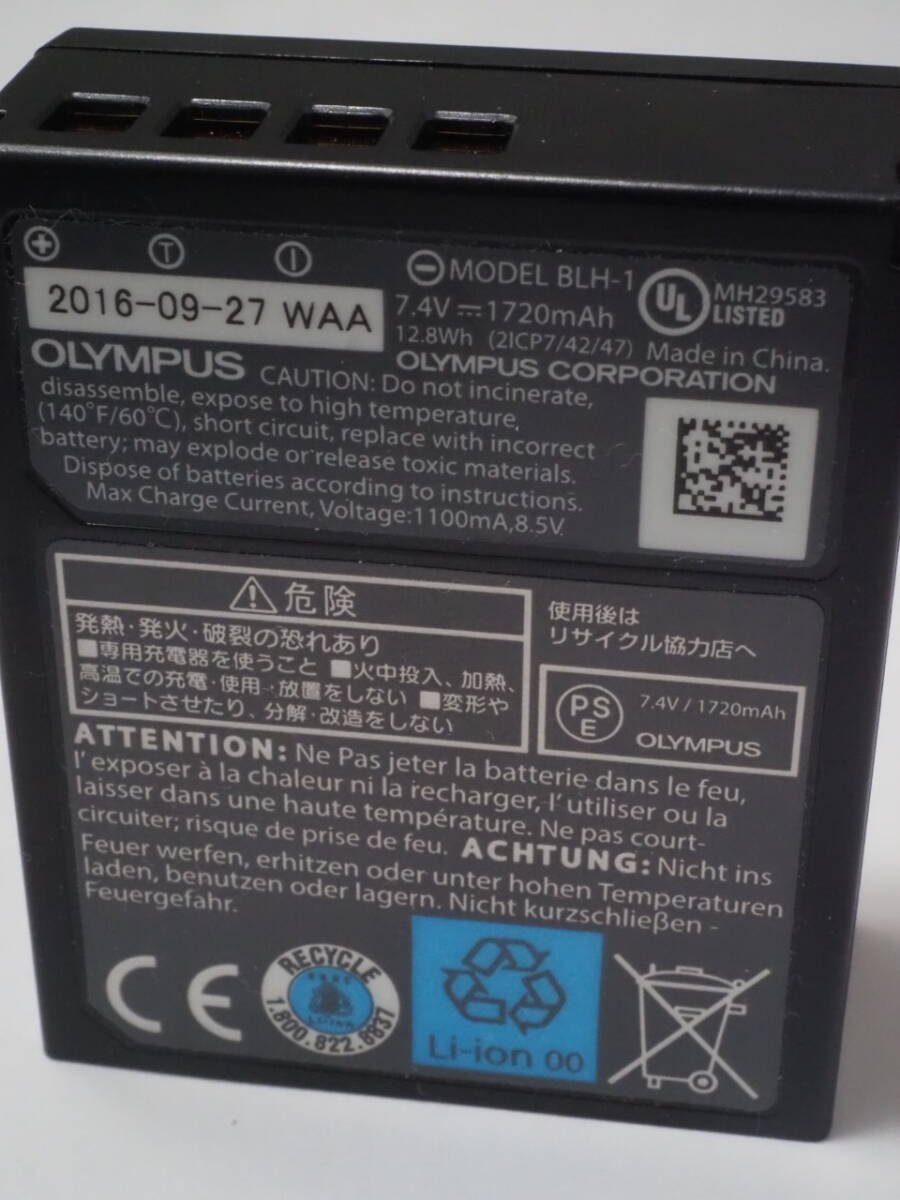 + T I − MODEL BLH-1
2016-09-27 WAA
7.4V⎓1720mAh
12.8Wh (2ICP7/42/47)
UL
MH29583
LISTED
Made in China.
OLYMPUS
OLYMPUS CORPORATION
CAUTION: Do not incinerate,
disassemble, expose to high temperature,
(140°F/60℃), short circuit, replace with incorrect
battery; may explode or release toxic materials.
Dispose of batteries according to instructions.
Max Charge Current, Voltage:1100mA,8.5V
危険
発熱・発火・破裂の恐れあり
■専用充電器を使うこと ■火中投入、加熱、
高温での充電・使用・放置をしない ■変形や
ショートさせたり、分解・改造をしない
使用後は
リサイクル協力店へ
PSE
7.4V / 1720mAh
OLYMPUS
ATTENTION: Ne Pas jeter la batterie dans le feu,
l'exposer à la chaleur ni la recharger, l'utiliser ou la
laisser dans une haute température. Ne pas court-
circuiter; risque de prise de feu. ACHTUNG: Nicht ins
Feuer werfen, erhitzen oder unter hohen Temperaturen
laden, benutzen oder lagern. Nicht kurzschließen -
Feuergefahr.
CE
RECYCLE
1.800.822.8837
Li-ion 00